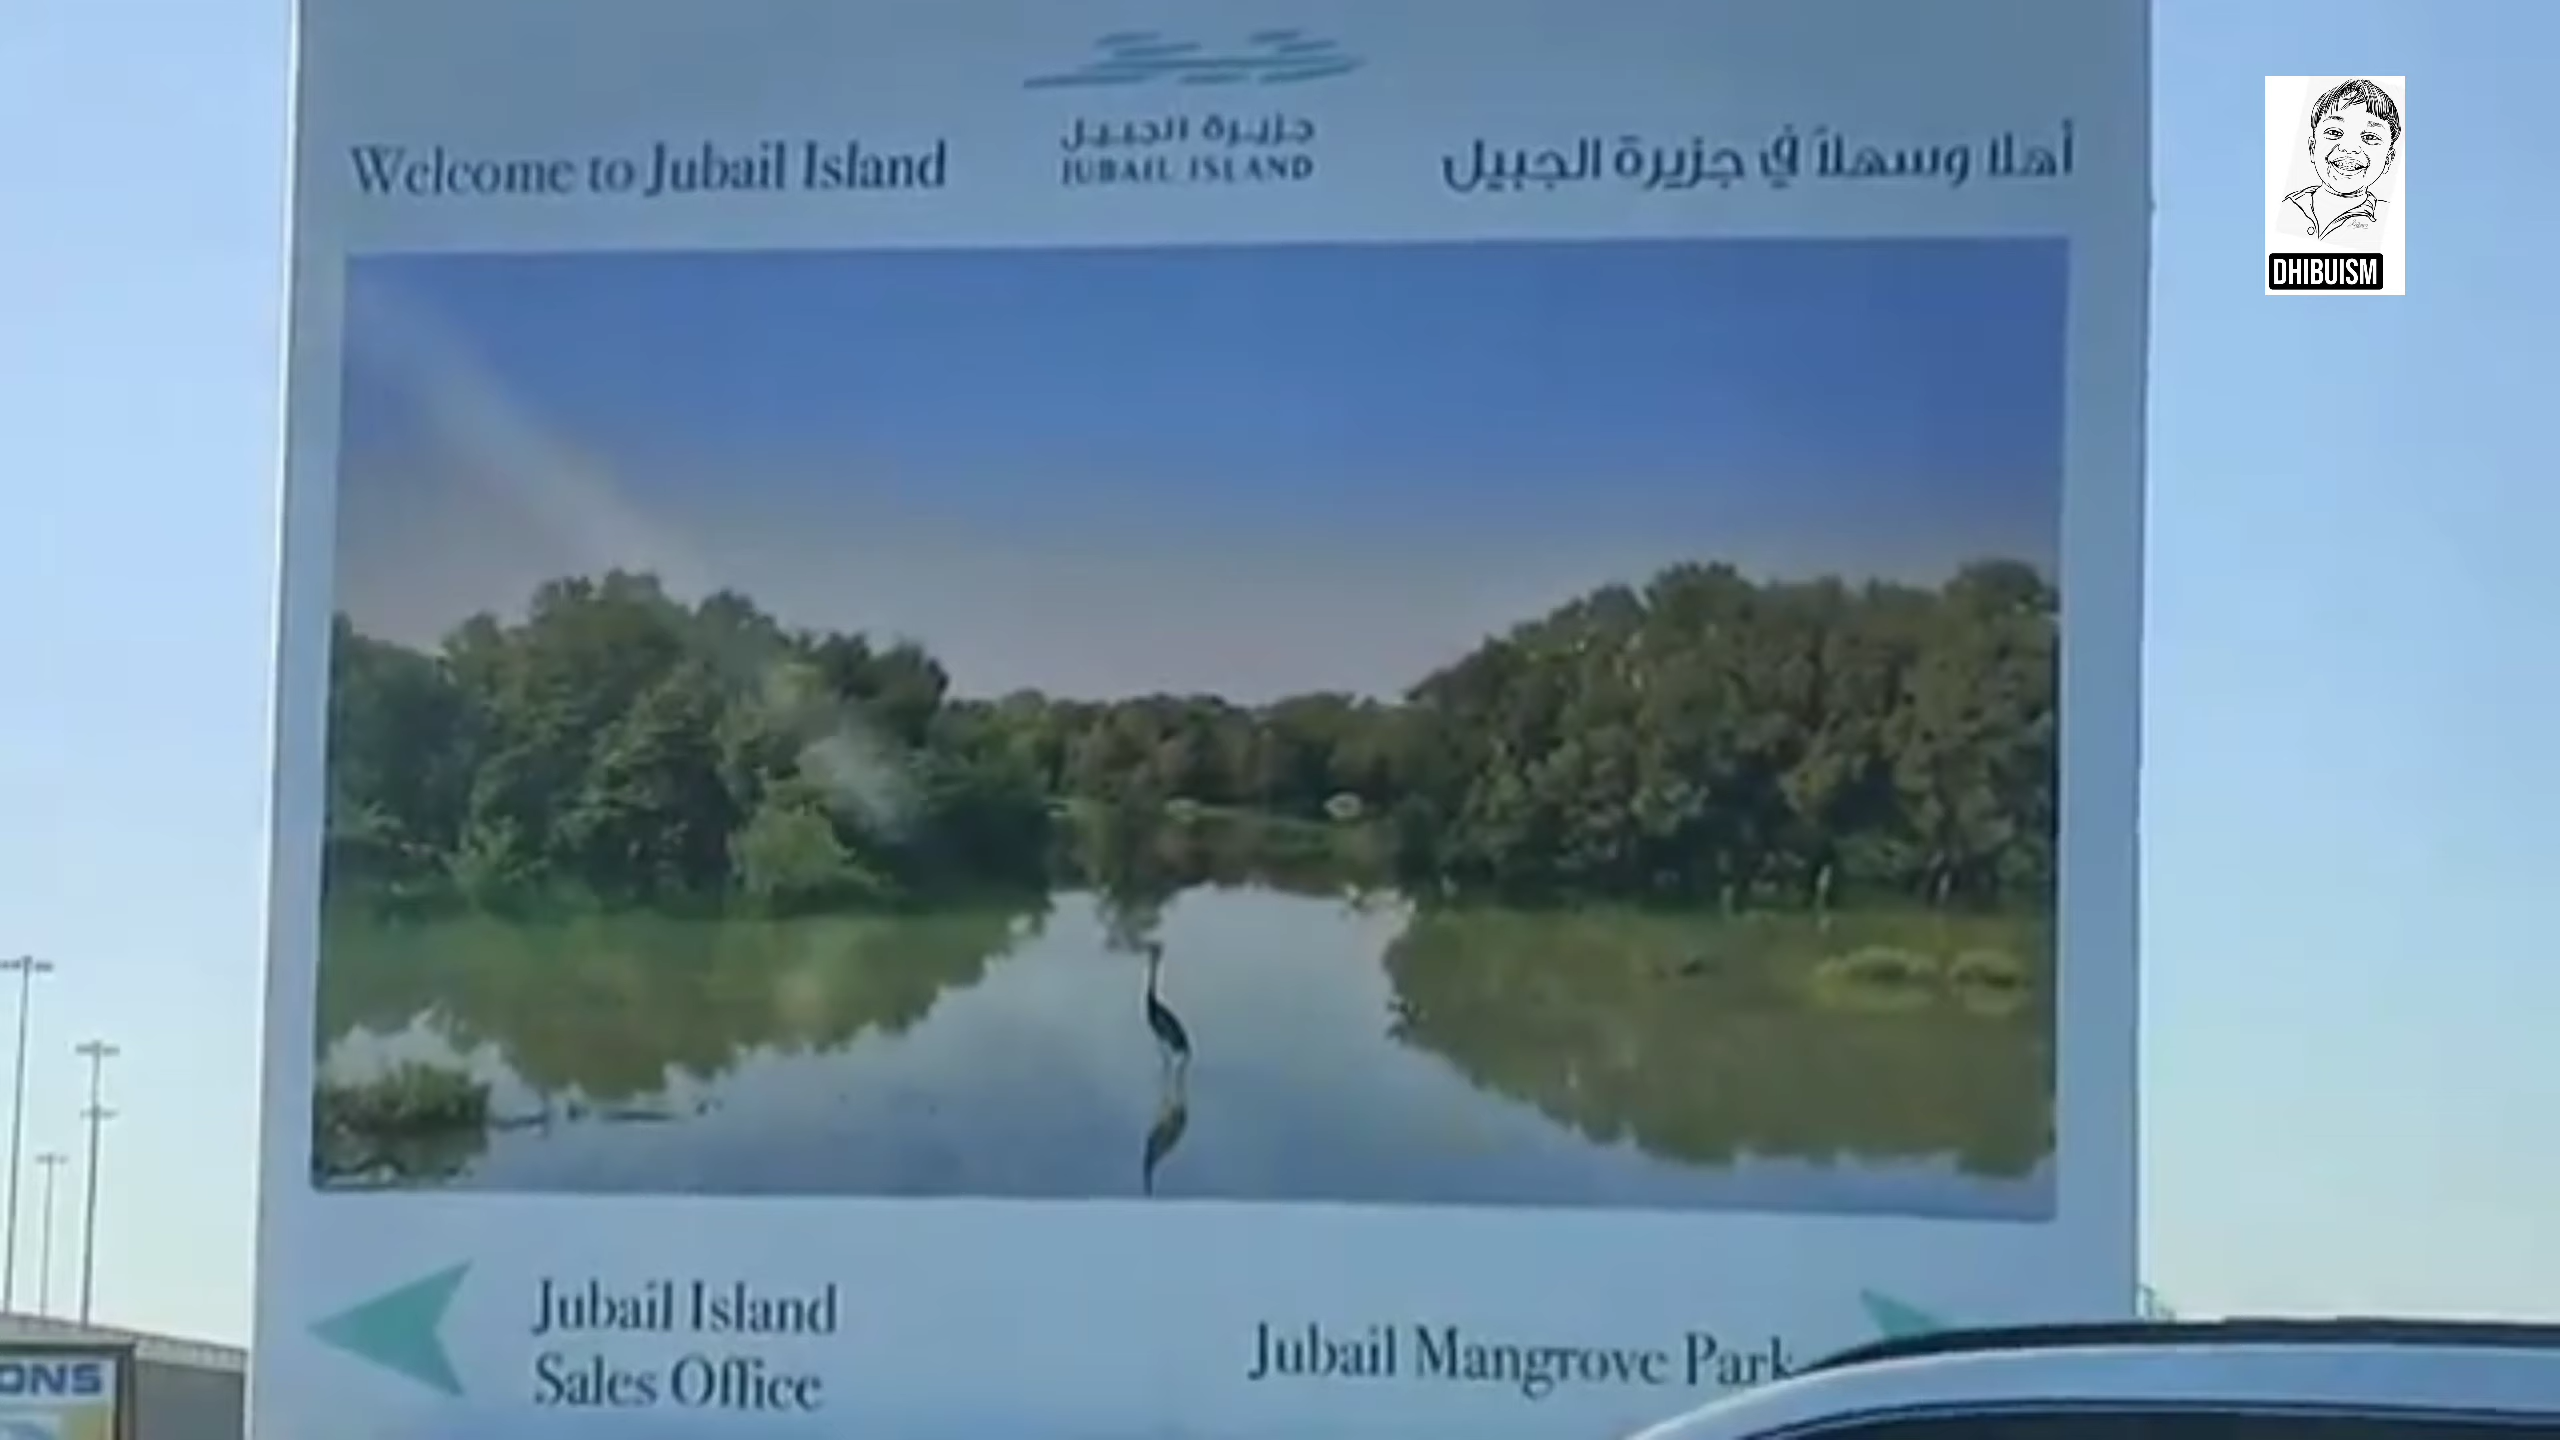 جزيرة الجبيل
JUBAIL ISLAND
Welcome to Jubail Island
أهلا وسهلاً في جزيرة الجبيل
DHIBUISM
Jubail Island
Sales Office
Jubail Mangrove Park
ONS